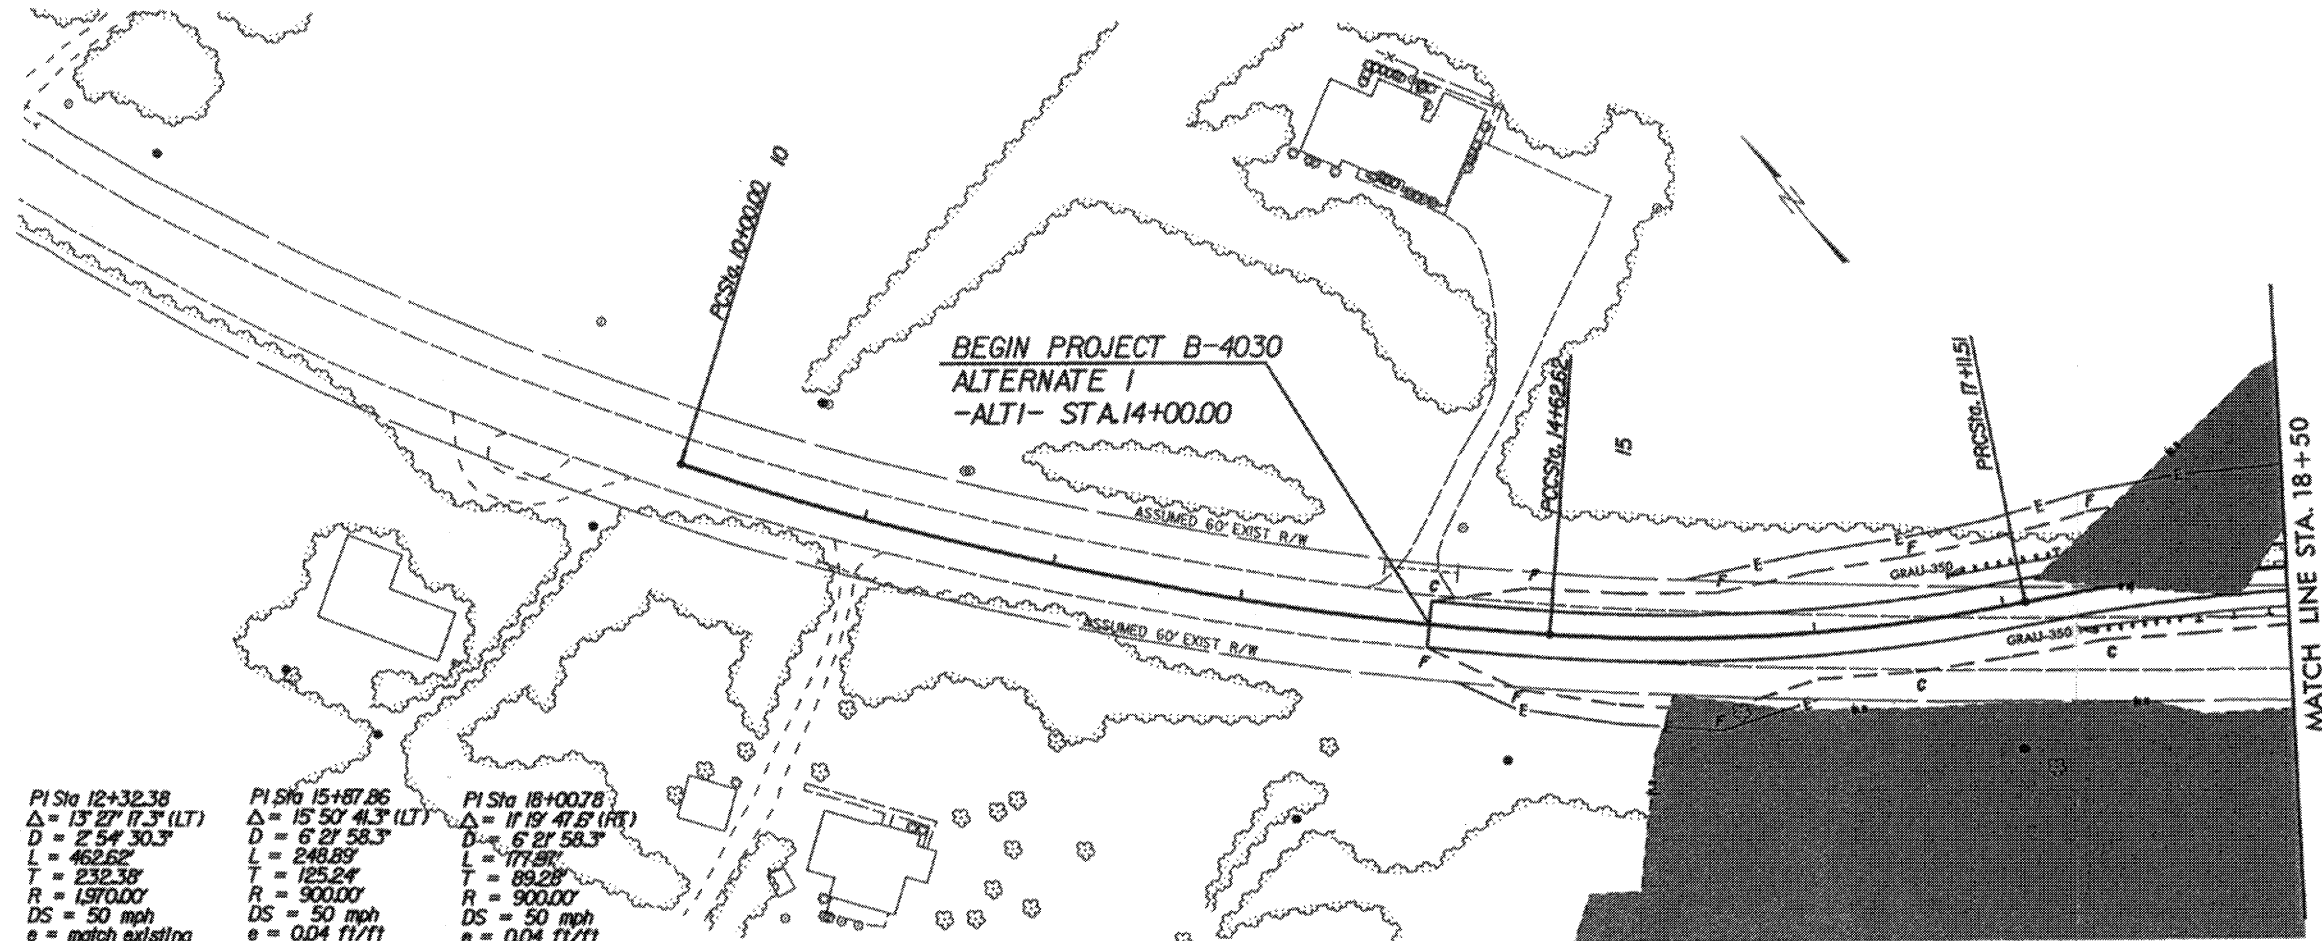 10
PCSta. 10+00.00
BEGIN PROJECT B-4030
ALTERNATE 1
-ALT1- STA.14+00.00
PCCSta. 14+62.62
15
PRCSta. 17+11.51
MATCH LINE STA. 18+50
ASSUMED 60' EXIST R/W
ASSUMED 60' EXIST R/W
GRAU-350
GRAU-350
E
F
E
F
E
F
E
F
F
C
F
F
E
F
E
C
C
PI Sta 12+32.38
Δ = 13° 27' 17.3" (LT)
D = 2° 54' 30.3"
L = 462.62'
T = 232.38'
R = 1,970.00'
DS = 50 mph
e = match existing
PI Sta 15+87.86
Δ = 15° 50' 41.3" (LT)
D = 6° 21' 58.3"
L = 248.89'
T = 125.24'
R = 900.00'
DS = 50 mph
e = 0.04 ft/ft
PI Sta 18+00.78
Δ = 11° 19' 47.6" (RT)
D = 6° 21' 58.3"
L = 177.97'
T = 89.28'
R = 900.00'
DS = 50 mph
e = 0.04 ft/ft